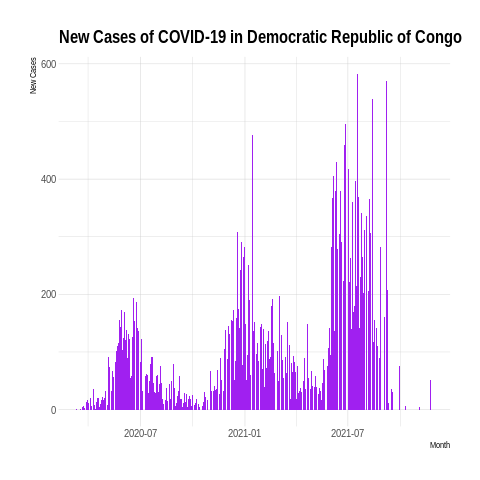 New Cases of COVID-19 in Democratic Republic of Congo
New Cases
600
400
200
0
2020-07 2021-01 2021-07
Month